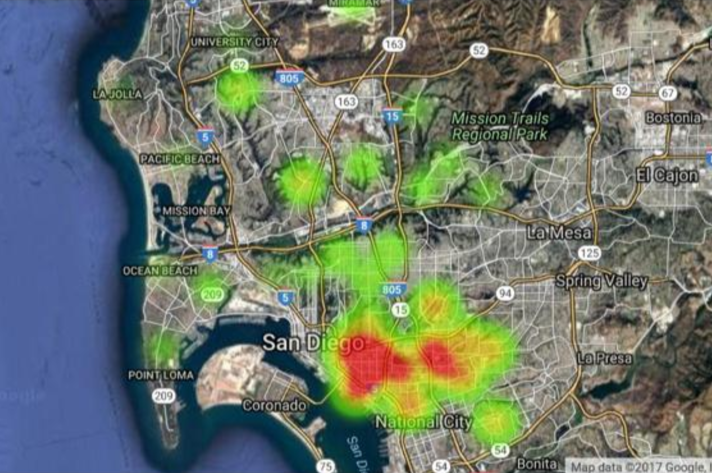 MIRAMAR
UNIVERSITY CITY
163
52
52
805
LA JOLLA
163
52
67
15
Mission Trails
Regional Park
Bostonia
5
PACIFIC BEACH
El Cajon
MISSION BAY
8
La Mesa
8
125
OCEAN BEACH
Spring Valley
209
5
805
94
15
San Diego
La Presa
POINT LOMA
209
Coronado
National City
54
San Di
75
54
Bonita
Map data ©2017 Google,